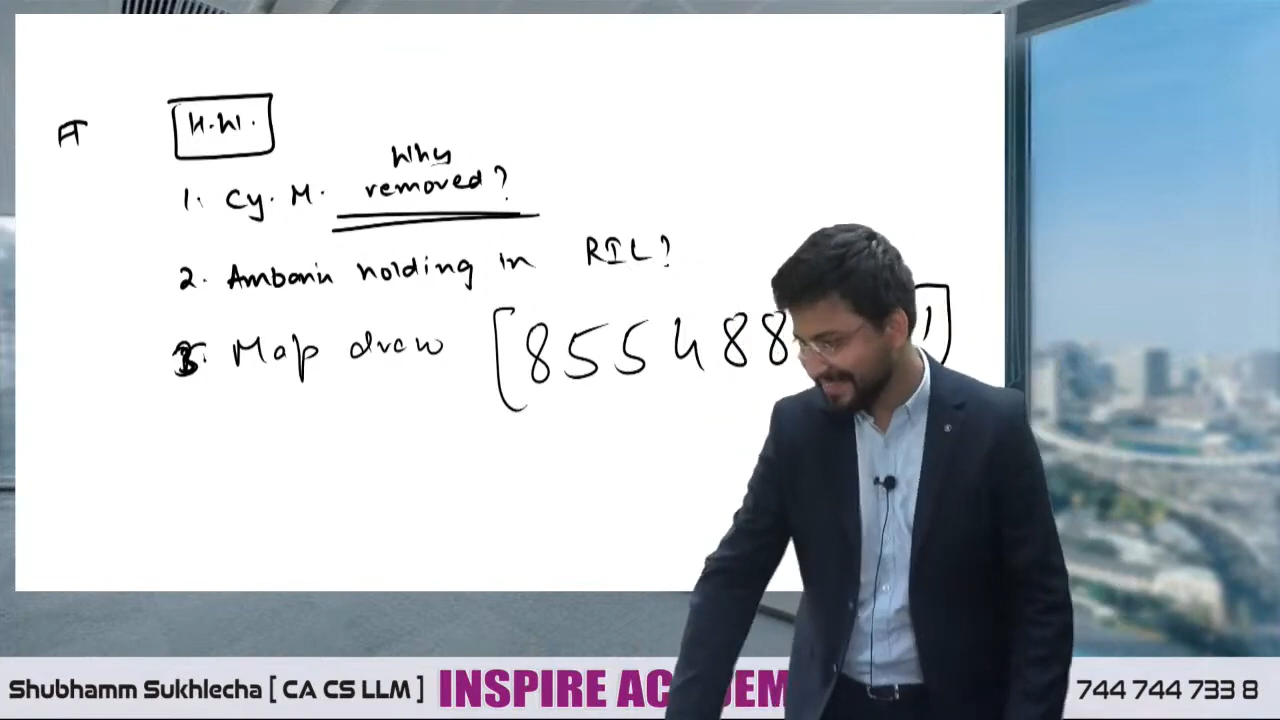 H.W.
Why
1. Cy. M. removed?
2. Ambani holding in RIL?
3. Map draw [855488
Shubhamm Sukhlecha [ CA CS LLM ] INSPIRE ACADEM 744 744 733 8